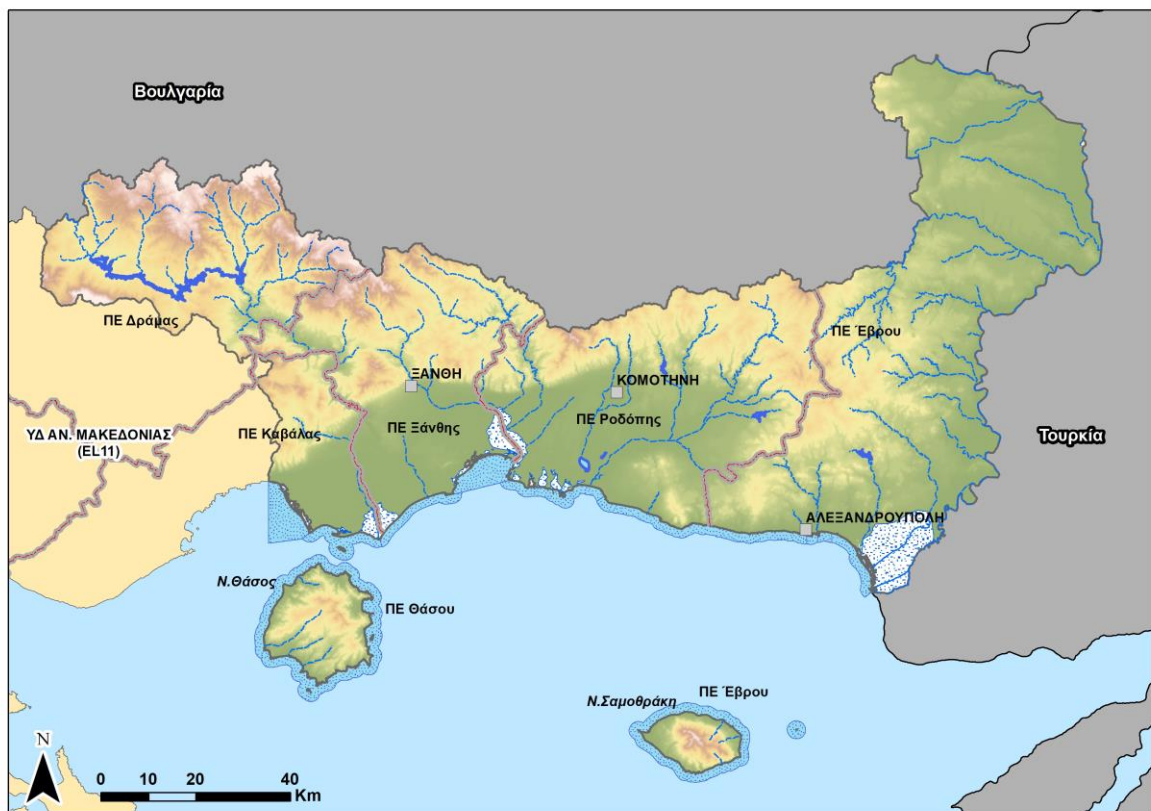 Βουλγαρία
ΠΕ Δράμας
ΠΕ Έβρου
ΞΑΝΘΗ
ΚΟΜΟΤΗΝΗ
ΠΕ Καβάλας
ΠΕ Ξάνθης
ΠΕ Ροδόπης
ΥΔ ΑΝ. ΜΑΚΕΔΟΝΙΑΣ
(EL11)
Τουρκία
ΑΛΕΞΑΝΔΡΟΥΠΟΛΗ
Ν.Θάσος
ΠΕ Θάσου
Ν.Σαμοθράκη
ΠΕ Έβρου
N
0 10 20 40
Km